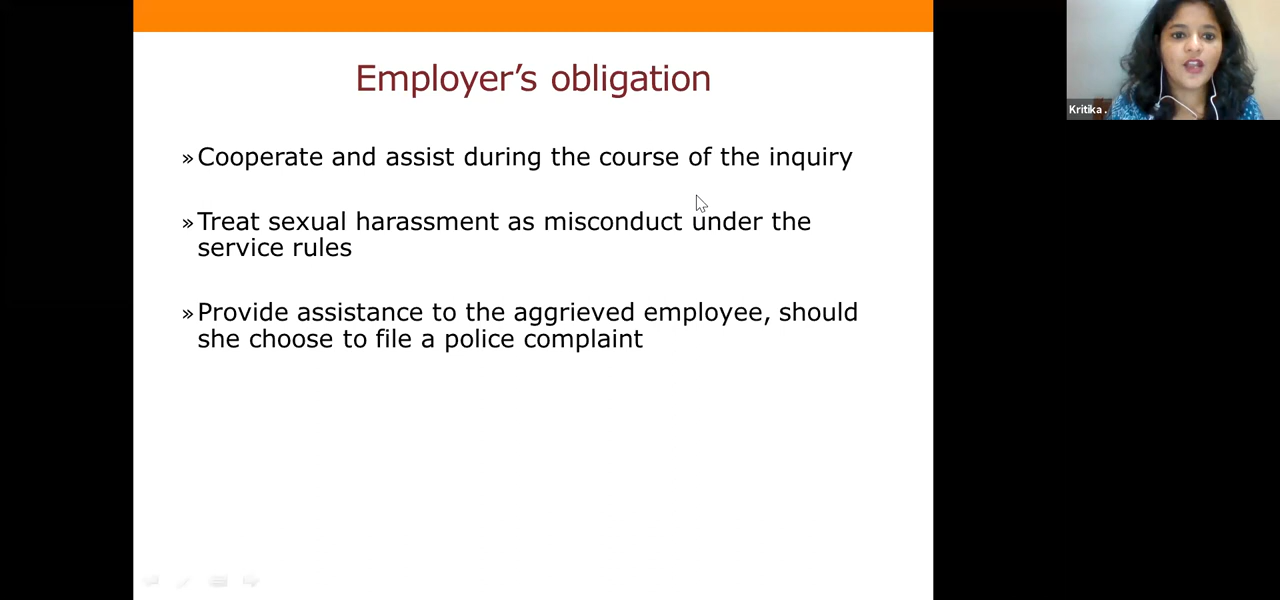 Employer’s obligation
» Cooperate and assist during the course of the inquiry
» Treat sexual harassment as misconduct under the
service rules
» Provide assistance to the aggrieved employee, should
she choose to file a police complaint
Kritika .